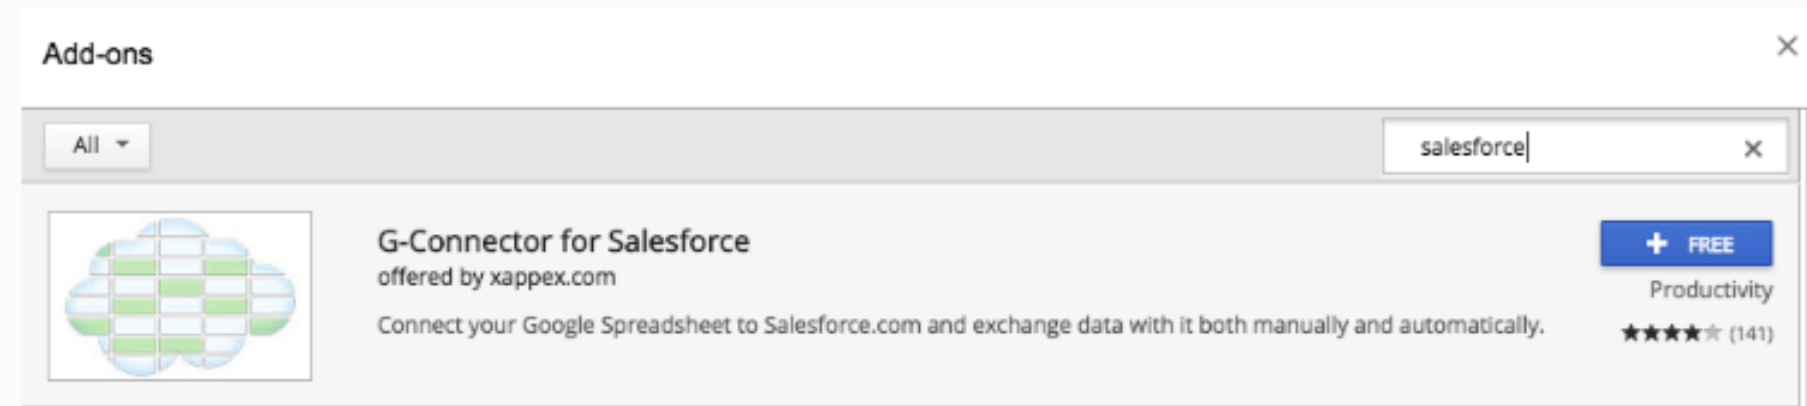 Add-ons
All
salesforce
G-Connector for Salesforce
+ FREE
offered by xappex.com
Productivity
Connect your Google Spreadsheet to Salesforce.com and exchange data with it both manually and automatically.
(141)